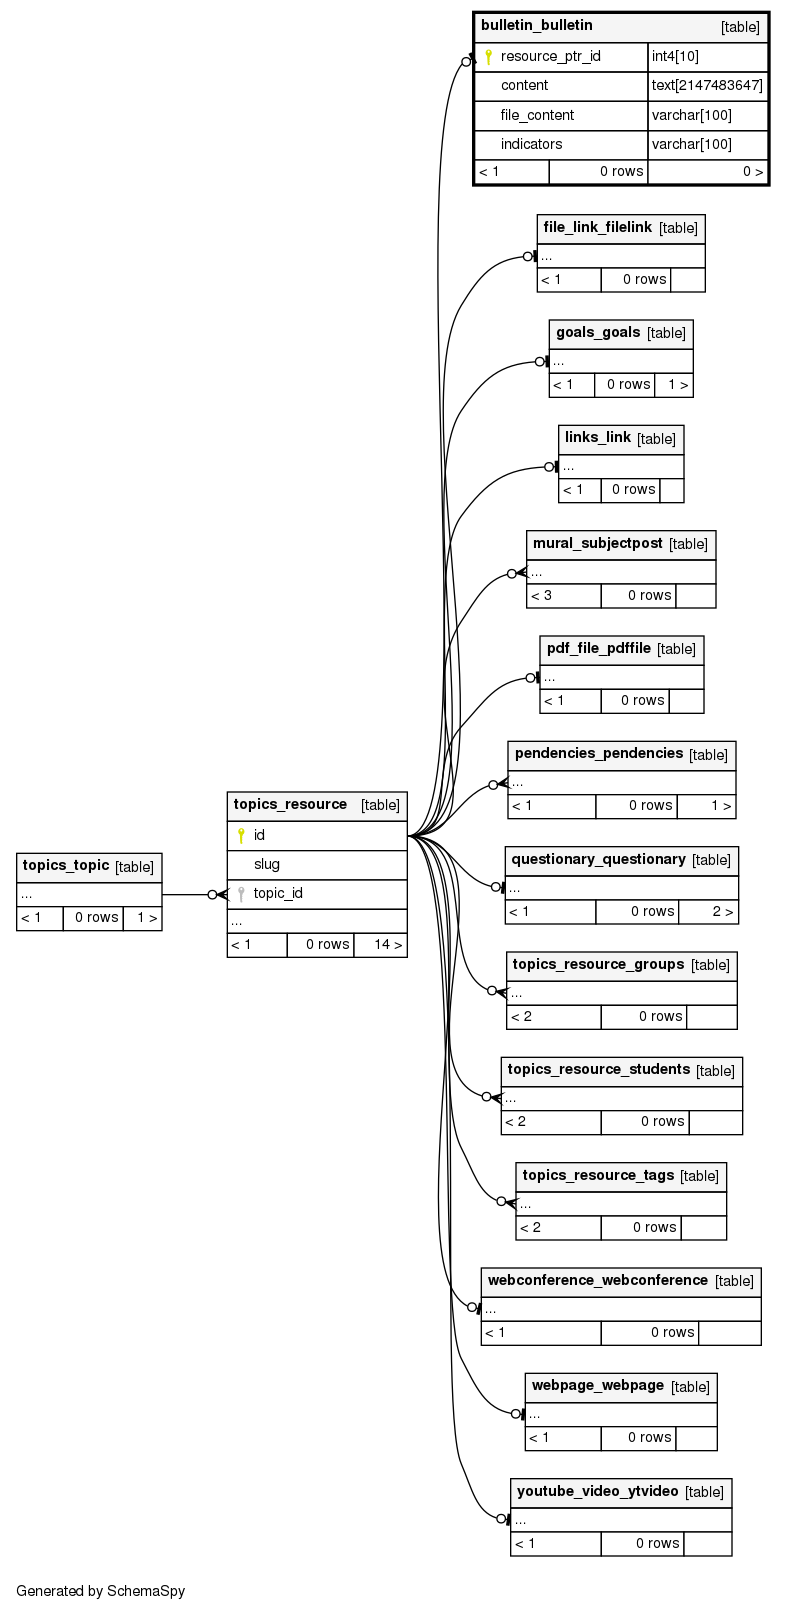 bulletin_bulletin [table]
resource_ptr_id int4[10]
content text[2147483647]
file_content varchar[100]
indicators varchar[100]
< 1 0 rows 0 >
file_link_filelink [table]
...
< 1 0 rows
goals_goals [table]
...
< 1 0 rows 1 >
links_link [table]
...
< 1 0 rows
mural_subjectpost [table]
...
< 3 0 rows
pdf_file_pdffile [table]
...
< 1 0 rows
pendencies_pendencies [table]
...
< 1 0 rows 1 >
topics_resource [table]
id
slug
topic_id
...
< 1 0 rows 14 >
topics_topic [table]
...
< 1 0 rows 1 >
questionary_questionary [table]
...
< 1 0 rows 2 >
topics_resource_groups [table]
...
< 2 0 rows
topics_resource_students [table]
...
< 2 0 rows
topics_resource_tags [table]
...
< 2 0 rows
webconference_webconference [table]
...
< 1 0 rows
webpage_webpage [table]
...
< 1 0 rows
youtube_video_ytvideo [table]
...
< 1 0 rows
Generated by SchemaSpy